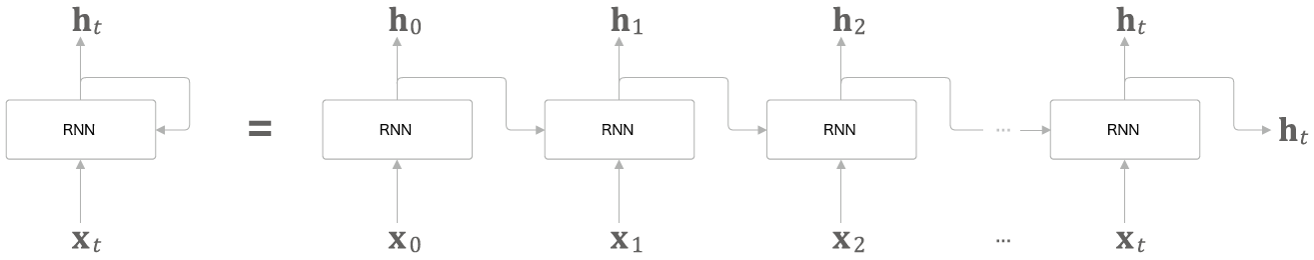 h_t h_0 h_1 h_2 h_t
RNN = RNN RNN RNN ... RNN h_t
x_t x_0 x_1 x_2 ... x_t